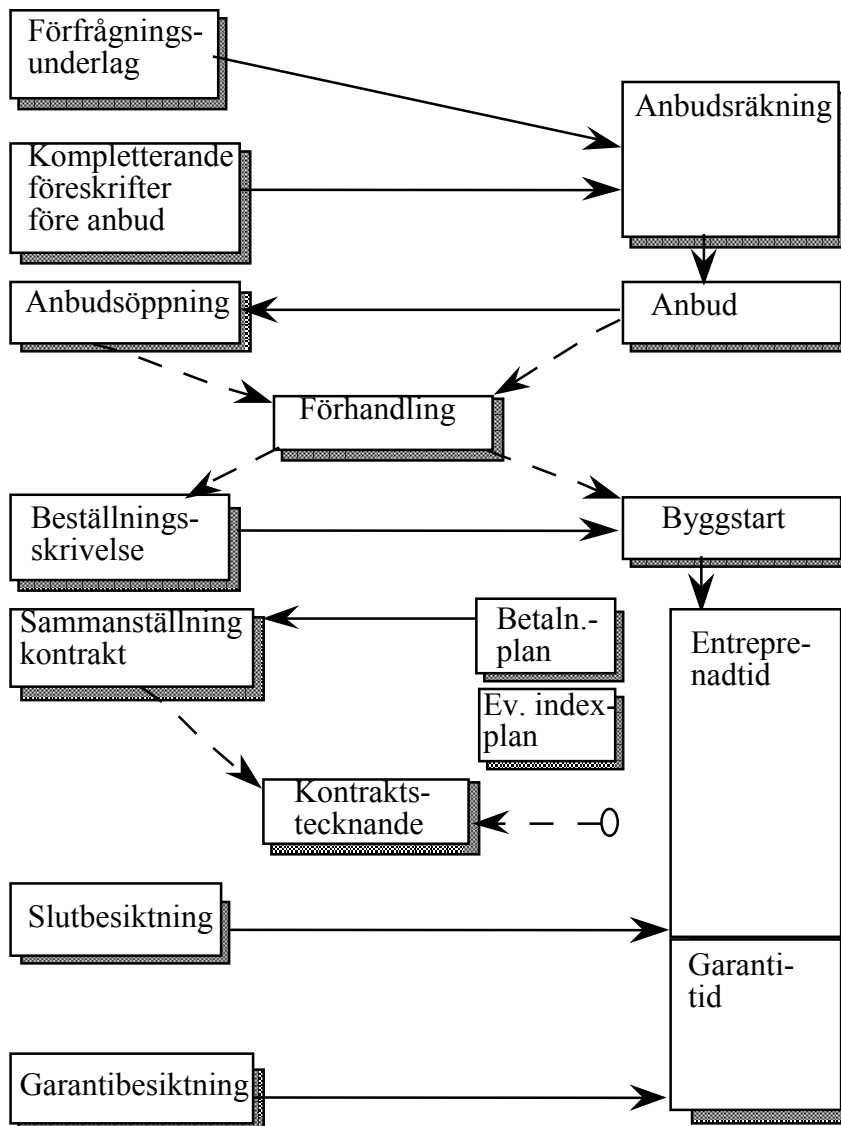 Förfrågnings-
underlag
Anbudsräkning
Kompletterande
föreskrifter
före anbud
Anbudsöppning
Anbud
Förhandling
Beställnings-
skrivelse
Byggstart
Sammanställning
kontrakt
Betaln.-
plan
Entrepre-
nadtid
Ev. index-
plan
Kontrakts-
tecknande
Slutbesiktning
Garanti-
tid
Garantibesiktning